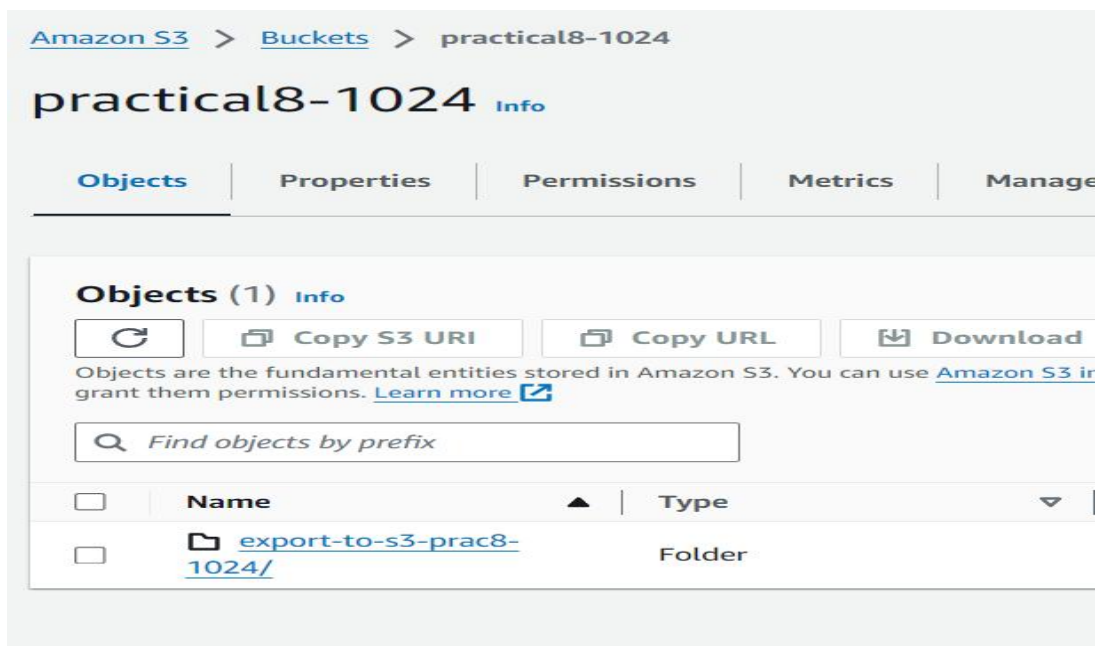 Amazon S3 > Buckets > practical8-1024
practical8-1024 Info
Objects Properties Permissions Metrics Manage
Objects (1) Info
Copy S3 URI Copy URL Download
Objects are the fundamental entities stored in Amazon S3. You can use Amazon S3 in
grant them permissions. Learn more
Find objects by prefix
Name Type
export-to-s3-prac8-
1024/ Folder